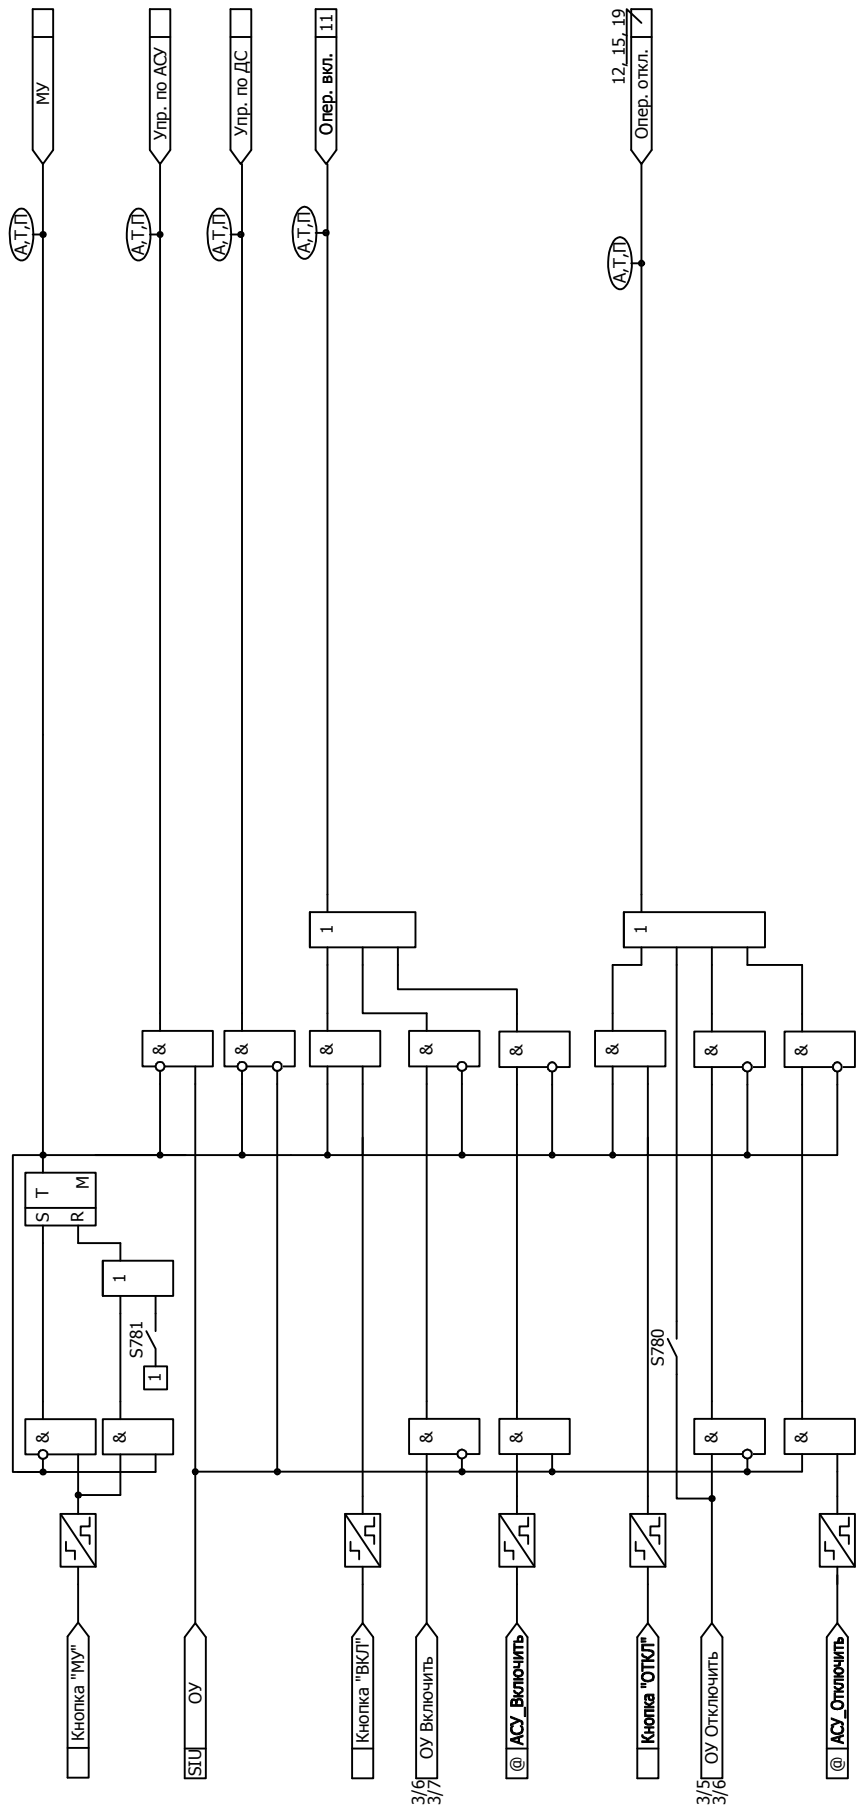 Кнопка "МУ"
SIU ОУ
Кнопка "ВКЛ"
ОУ Включить
3/6
3/7
@ АСУ_Включить
Кнопка "ОТКЛ"
ОУ Отключить
3/5
3/6
@ АСУ_Отключить
&
&
&
&
&
&
1
S781
S780
1
S T
R M
&
&
&
&
&
&
&
&
1
1
А,Т,П
А,Т,П
А,Т,П
А,Т,П
А,Т,П
МУ
Упр. по АСУ
Упр. по ДС
Опер. вкл. 11
Опер. откл.
12, 15, 19